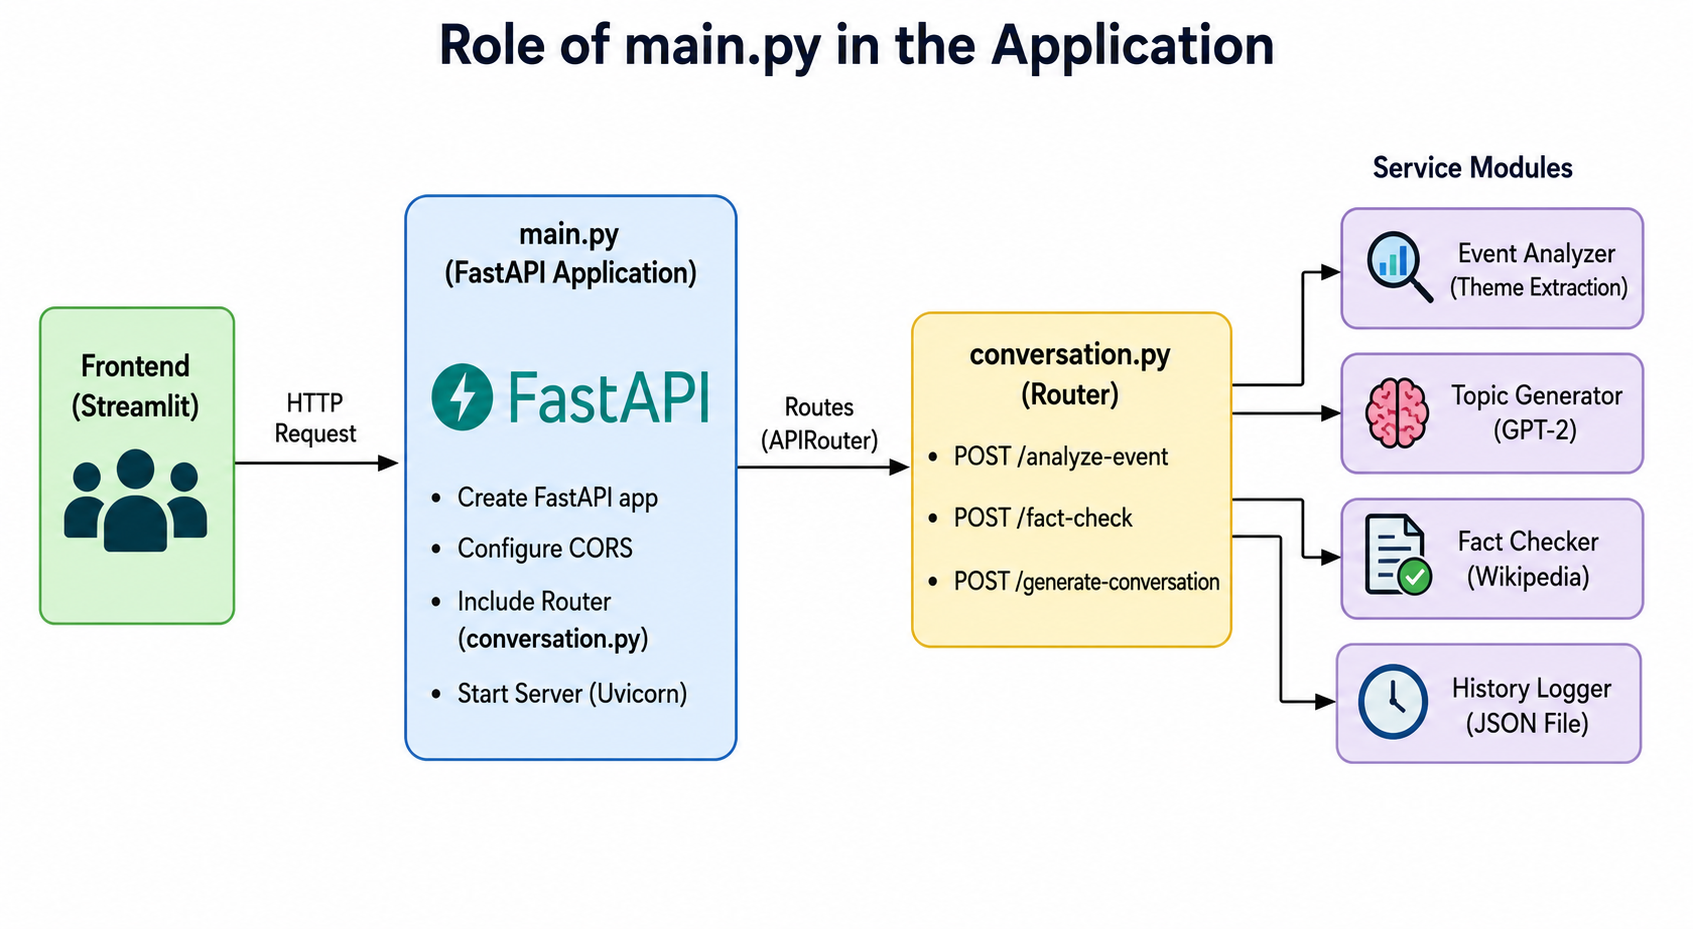 Role of main.py in the Application
Frontend
(Streamlit)
HTTP
Request
main.py
(FastAPI Application)
FastAPI
• Create FastAPI app
• Configure CORS
• Include Router
(conversation.py)
• Start Server (Uvicorn)
Routes
(APIRouter)
conversation.py
(Router)
• POST /analyze-event
• POST /fact-check
• POST /generate-conversation
Service Modules
Event Analyzer
(Theme Extraction)
Topic Generator
(GPT-2)
Fact Checker
(Wikipedia)
History Logger
(JSON File)